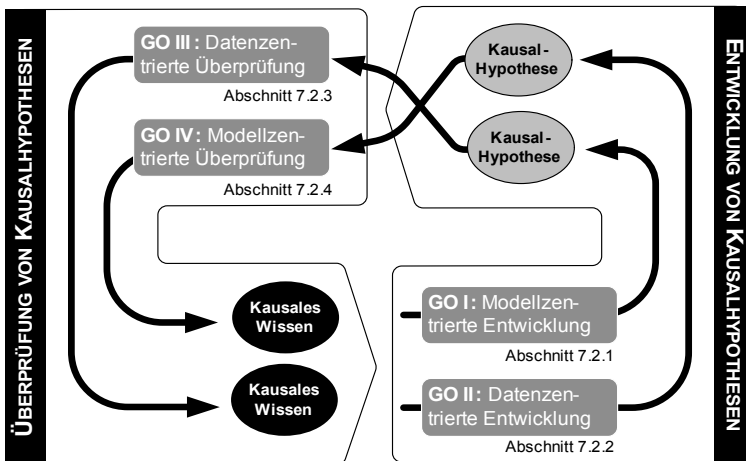 ÜBERPRÜFUNG VON KAUSALHYPOTHESEN
GO III: Datenzen-
trierte Überprüfung
Abschnitt 7.2.3
GO IV: Modellzen-
trierte Überprüfung
Abschnitt 7.2.4
Kausales
Wissen
Kausales
Wissen
Kausal-
Hypothese
Kausal-
Hypothese
GO I: Modellzen-
trierte Entwicklung
Abschnitt 7.2.1
GO II: Datenzen-
trierte Entwicklung
Abschnitt 7.2.2
ENTWICKLUNG VON KAUSALHYPOTHESEN